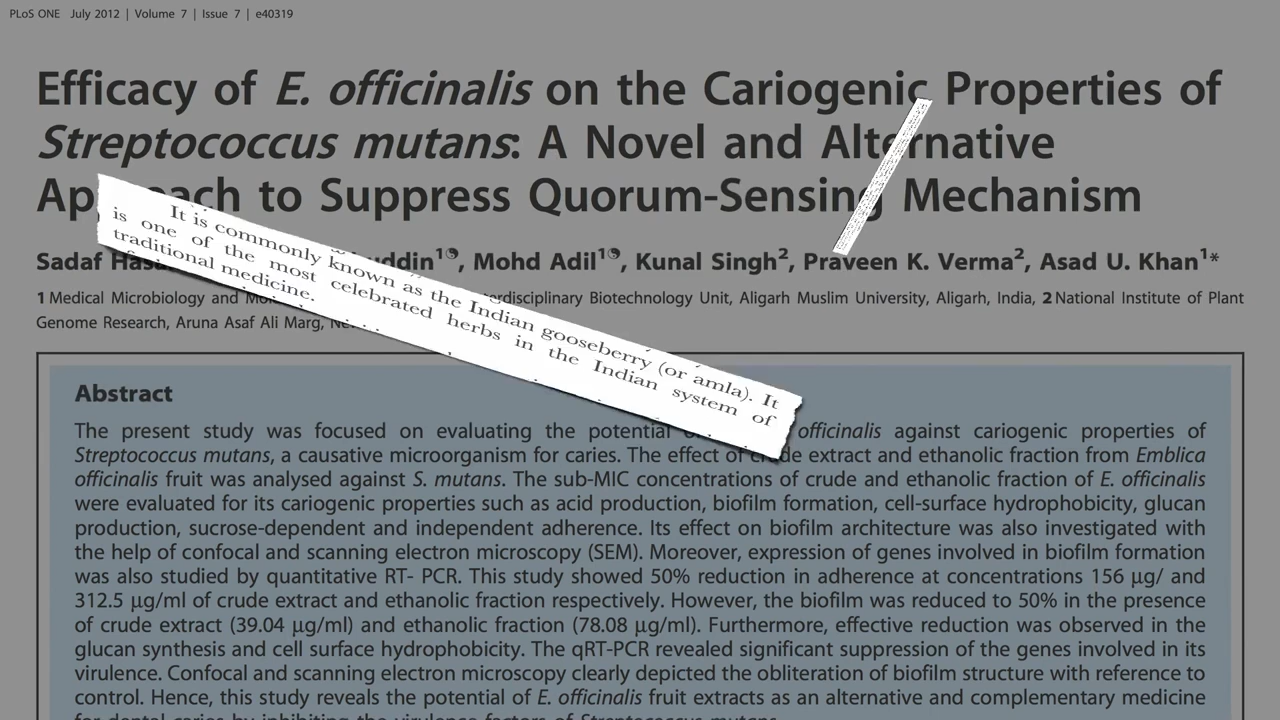 PLoS ONE July 2012 | Volume 7 | Issue 7 | e40319
Efficacy of E. officinalis on the Cariogenic Properties of
Streptococcus mutans: A Novel and Alternative
Approach to Suppress Quorum-Sensing Mechanism
Sadaf , Mohd Adil1, Kunal Singh2, Praveen K. Verma2, Asad U. Khan1*
1 Medical Microbiology and Interdisciplinary Biotechnology Unit, Aligarh Muslim University, Aligarh, India, 2 National Institute of Plant
Genome Research, Aruna Asaf Ali Marg,
It is commonly known as the Indian gooseberry (or amla). It
is one of the most celebrated herbs in the Indian system of
traditional medicine.
Abstract
The present study was focused on evaluating the potential officinalis against cariogenic properties of
Streptococcus mutans, a causative microorganism for caries. The effect of crude extract and ethanolic fraction from Emblica
officinalis fruit was analysed against S. mutans. The sub-MIC concentrations of crude and ethanolic fraction of E. officinalis
were evaluated for its cariogenic properties such as acid production, biofilm formation, cell-surface hydrophobicity, glucan
production, sucrose-dependent and independent adherence. Its effect on biofilm architecture was also investigated with
the help of confocal and scanning electron microscopy (SEM). Moreover, expression of genes involved in biofilm formation
was also studied by quantitative RT- PCR. This study showed 50% reduction in adherence at concentrations 156 μg/ and
312.5 μg/ml of crude extract and ethanolic fraction respectively. However, the biofilm was reduced to 50% in the presence
of crude extract (39.04 μg/ml) and ethanolic fraction (78.08 μg/ml). Furthermore, effective reduction was observed in the
glucan synthesis and cell surface hydrophobicity. The qRT-PCR revealed significant suppression of the genes involved in its
virulence. Confocal and scanning electron microscopy clearly depicted the obliteration of biofilm structure with reference to
control. Hence, this study reveals the potential of E. officinalis fruit extracts as an alternative and complementary medicine
for dental caries by inhibiting the virulence factors of Streptococcus mutans.